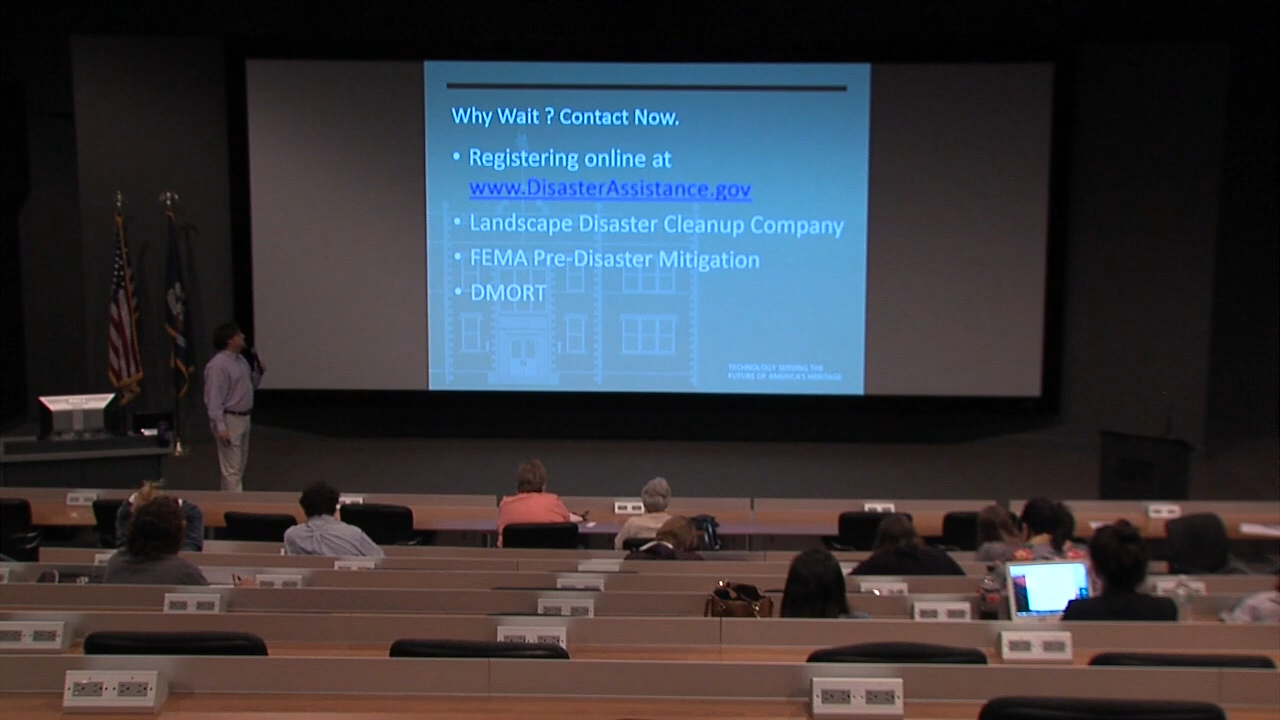 Why Wait ? Contact Now.
• Registering online at
www.DisasterAssistance.gov
• Landscape Disaster Cleanup Company
• FEMA Pre-Disaster Mitigation
• DMORT
TECHNOLOGY SERVING THE
FUTURE OF AMERICA'S HERITAGE